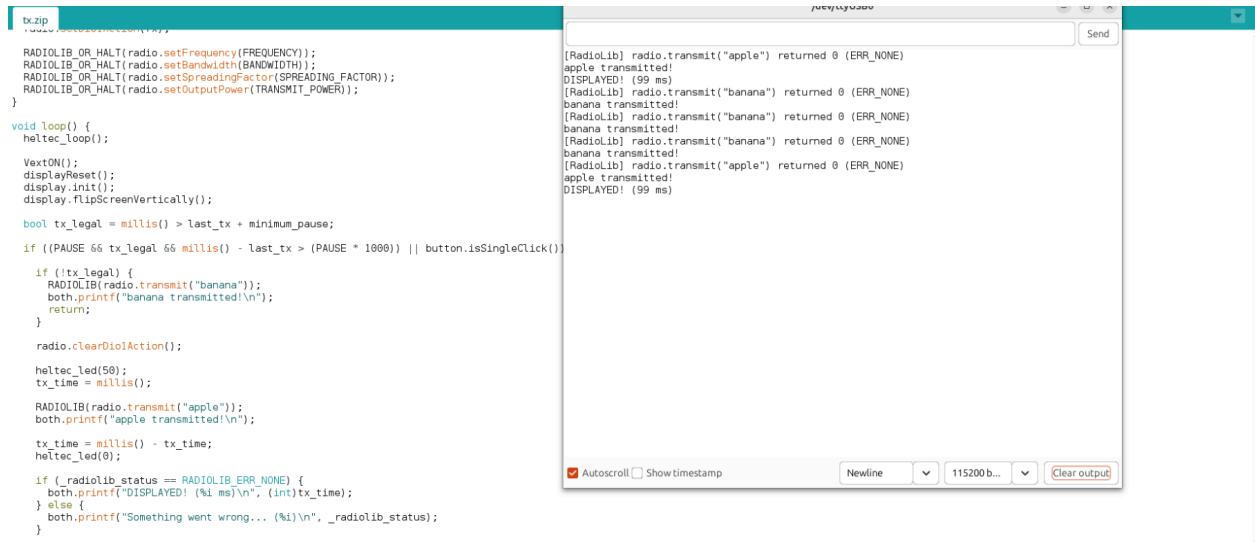 tx.zip
RADIOLIB_OR_HALT(radio.setFrequency(FREQUENCY));
RADIOLIB_OR_HALT(radio.setBandwidth(BANDWIDTH));
RADIOLIB_OR_HALT(radio.setSpreadingFactor(SPREADING_FACTOR));
RADIOLIB_OR_HALT(radio.setOutputPower(TRANSMIT_POWER));
}
void loop() {
heltec_loop();
VextON();
displayReset();
display.init();
display.flipScreenVertically();
bool tx_legal = millis() > last_tx + minimum_pause;
if ((PAUSE && tx_legal && millis() - last_tx > (PAUSE * 1000)) || button.isSingleClick())
if (!tx_legal) {
RADIOLIB(radio.transmit("banana"));
both.printf("banana transmitted!\n");
return;
}
radio.clearDio1Action();
heltec_led(50);
tx_time = millis();
RADIOLIB(radio.transmit("apple"));
both.printf("apple transmitted!\n");
tx_time = millis() - tx_time;
heltec_led(0);
if (_radiolib_status == RADIOLIB_ERR_NONE) {
both.printf("DISPLAYED! (%i ms)\n", (int)tx_time);
} else {
both.printf("Something went wrong... (%i)\n", _radiolib_status);
}
/dev/ttyUSB0
Send
[RadioLib] radio.transmit("apple") returned 0 (ERR_NONE)
apple transmitted!
DISPLAYED! (99 ms)
[RadioLib] radio.transmit("banana") returned 0 (ERR_NONE)
banana transmitted!
[RadioLib] radio.transmit("banana") returned 0 (ERR_NONE)
banana transmitted!
[RadioLib] radio.transmit("banana") returned 0 (ERR_NONE)
banana transmitted!
[RadioLib] radio.transmit("apple") returned 0 (ERR_NONE)
apple transmitted!
DISPLAYED! (99 ms)
Autoscroll Show timestamp Newline 115200 b... Clear output